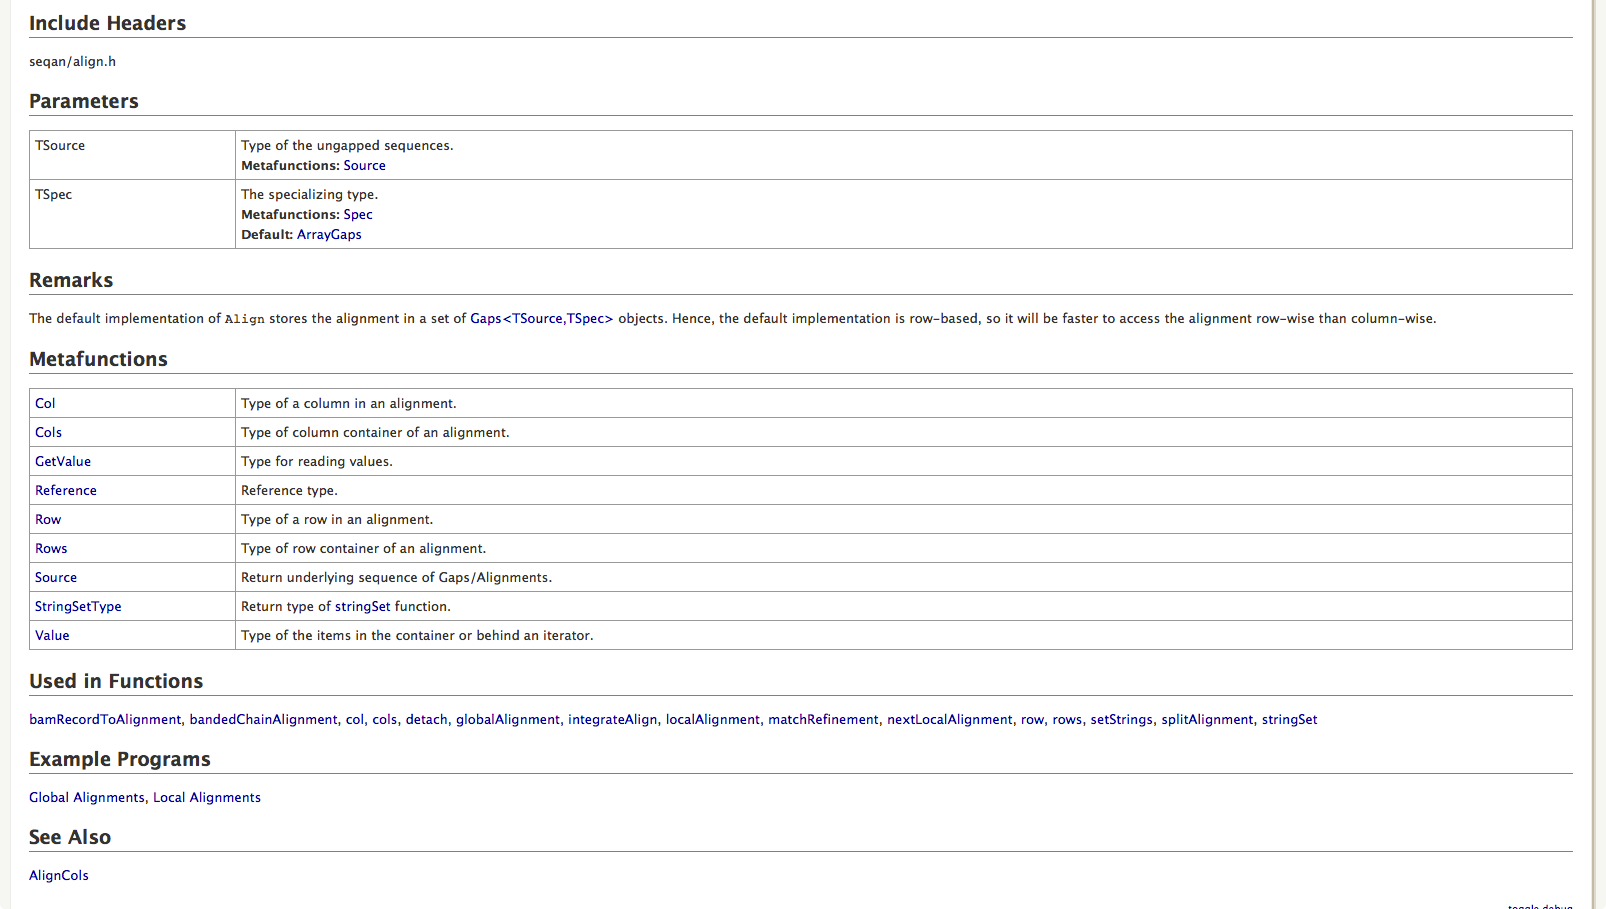 Include Headers
seqan/align.h
Parameters
TSource
Type of the ungapped sequences.
Metafunctions: Source
TSpec
The specializing type.
Metafunctions: Spec
Default: ArrayGaps
Remarks
The default implementation of Align stores the alignment in a set of Gaps<TSource,TSpec> objects. Hence, the default implementation is row-based, so it will be faster to access the alignment row-wise than column-wise.
Metafunctions
Col Type of a column in an alignment.
Cols Type of column container of an alignment.
GetValue Type for reading values.
Reference Reference type.
Row Type of a row in an alignment.
Rows Type of row container of an alignment.
Source Return underlying sequence of Gaps/Alignments.
StringSetType Return type of stringSet function.
Value Type of the items in the container or behind an iterator.
Used in Functions
bamRecordToAlignment, bandedChainAlignment, col, cols, detach, globalAlignment, integrateAlign, localAlignment, matchRefinement, nextLocalAlignment, row, rows, setStrings, splitAlignment, stringSet
Example Programs
Global Alignments, Local Alignments
See Also
AlignCols
toggle debug